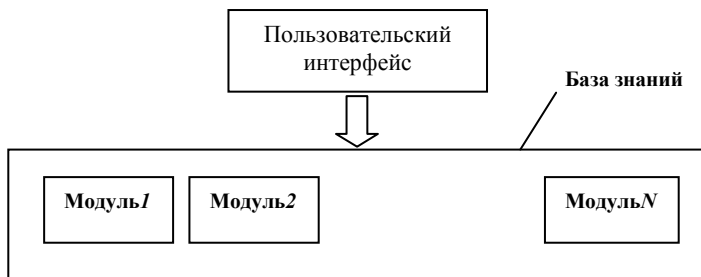 Пользовательский
интерфейс
База знаний
Модуль1 Модуль2 МодульN